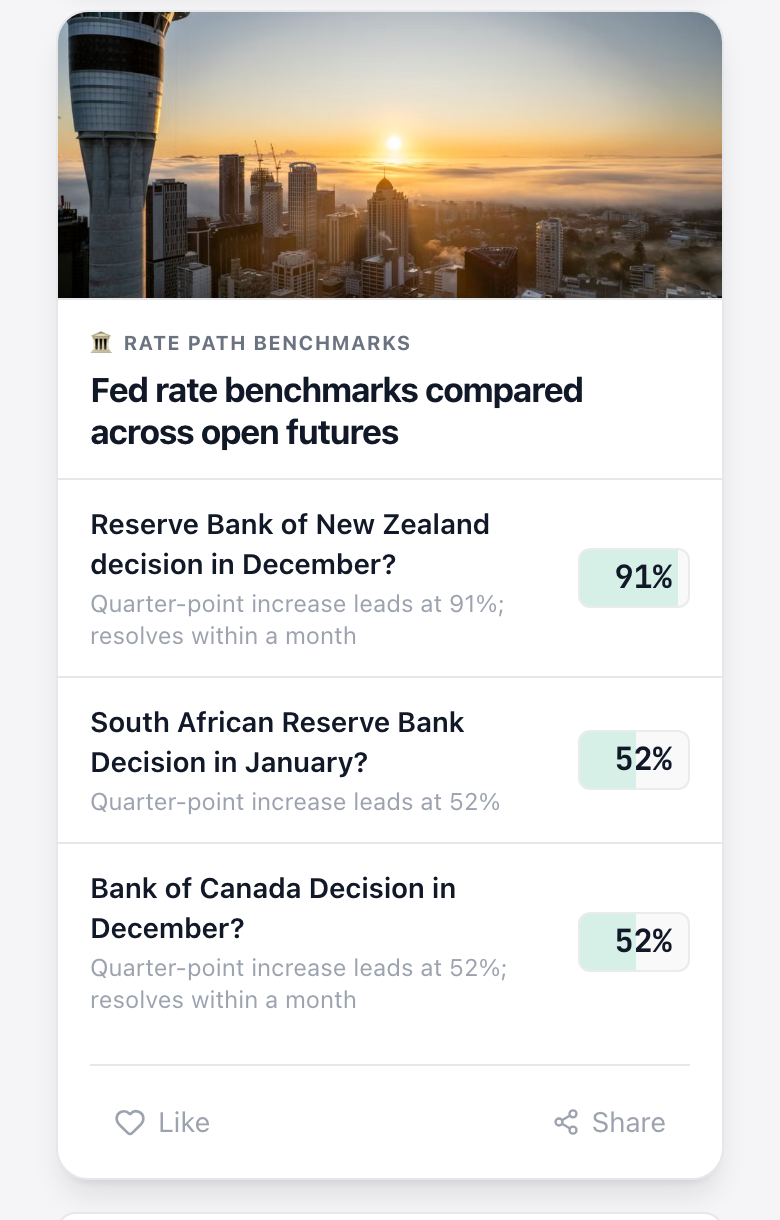 RATE PATH BENCHMARKS
Fed rate benchmarks compared
across open futures
Reserve Bank of New Zealand
decision in December?
Quarter-point increase leads at 91%;
resolves within a month
91%
South African Reserve Bank
Decision in January?
Quarter-point increase leads at 52%
52%
Bank of Canada Decision in
December?
Quarter-point increase leads at 52%;
resolves within a month
52%
Like
Share